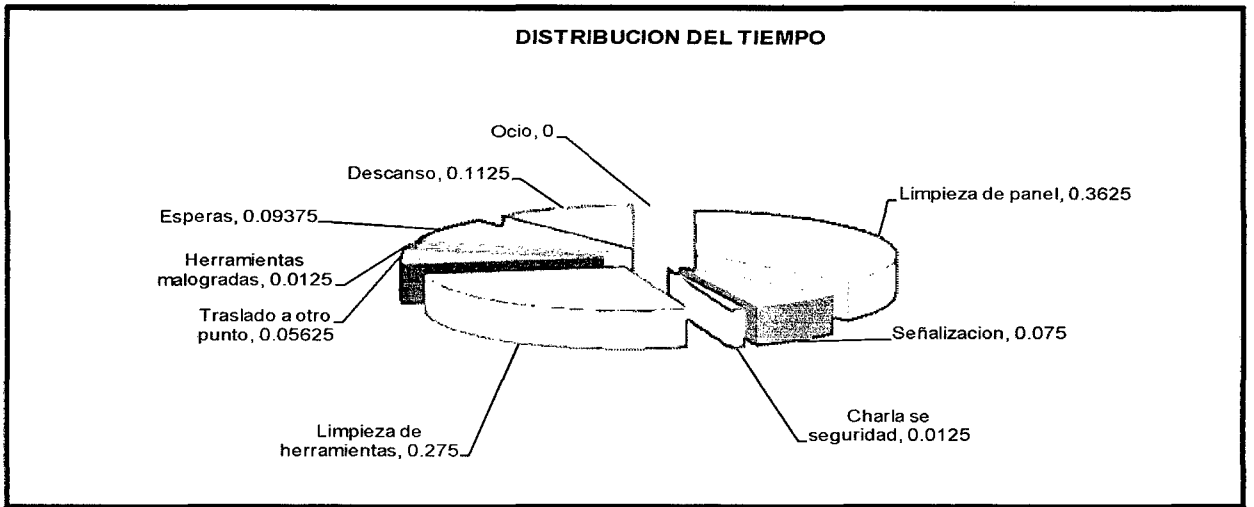 DISTRIBUCION DEL TIEMPO
Ocio, 0
Descanso, 0.1125
Limpieza de panel, 0.3625
Esperas, 0.09375
Herramientas
malogradas, 0.0125
Traslado a otro
punto, 0.05625
Señalizacion, 0.075
Charla se
seguridad, 0.0125
Limpieza de
herramientas, 0.275